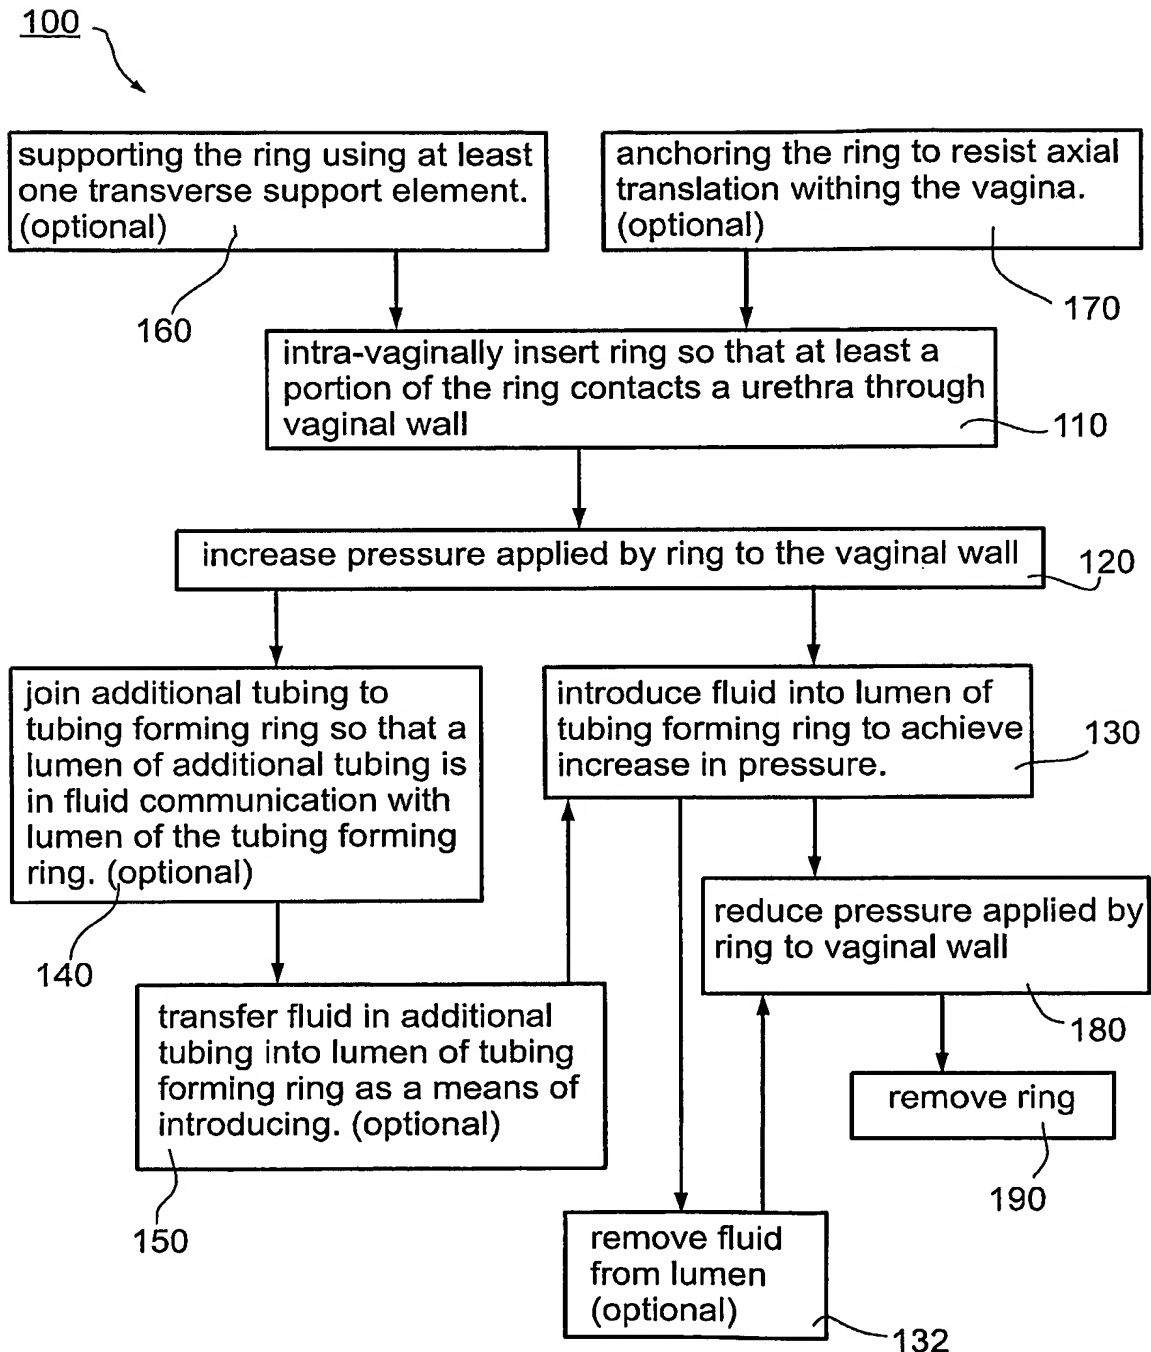 100
supporting the ring using at least
one transverse support element.
(optional)
160
anchoring the ring to resist axial
translation withing the vagina.
(optional)
170
intra-vaginally insert ring so that at least a
portion of the ring contacts a urethra through
vaginal wall
110
increase pressure applied by ring to the vaginal wall
120
join additional tubing to
tubing forming ring so that a
lumen of additional tubing is
in fluid communication with
lumen of the tubing forming
ring. (optional)
140
introduce fluid into lumen of
tubing forming ring to achieve
increase in pressure.
130
reduce pressure applied by
ring to vaginal wall
180
transfer fluid in additional
tubing into lumen of tubing
forming ring as a means of
introducing. (optional)
150
remove ring
190
remove fluid
from lumen
(optional)
132